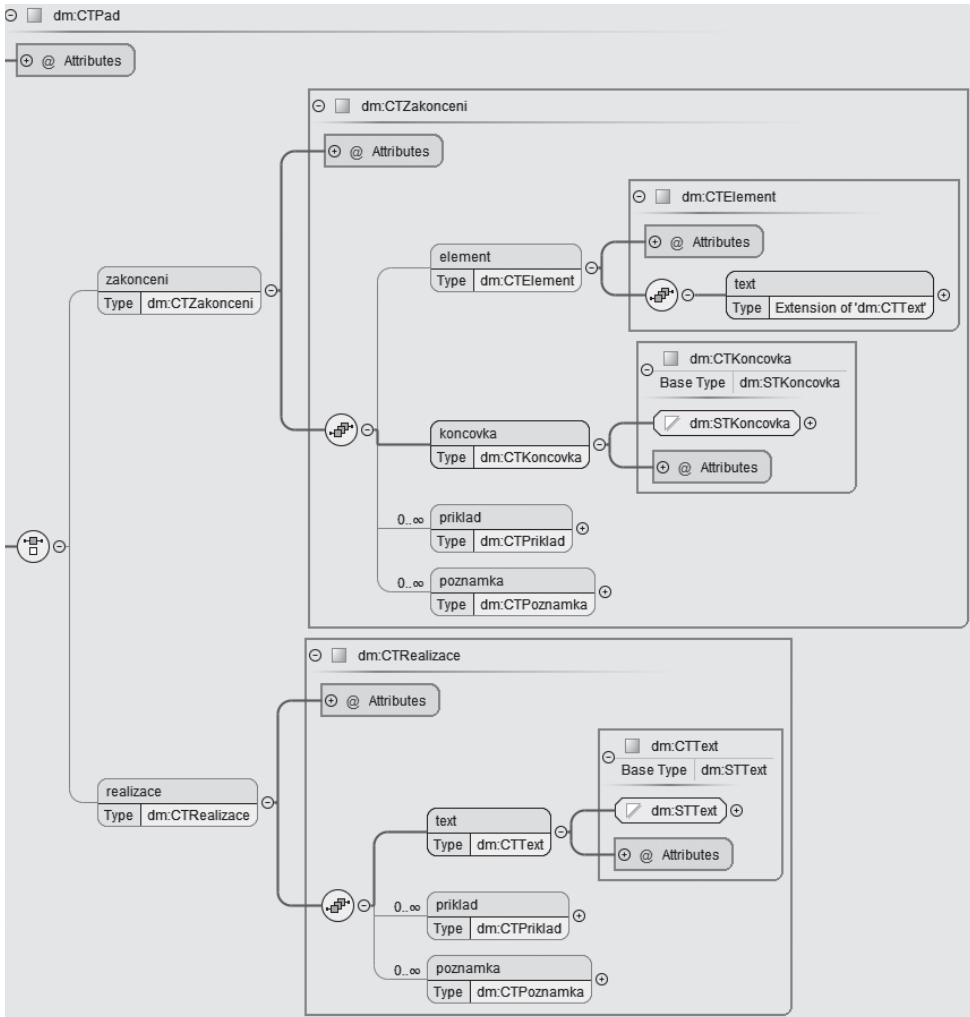 dm:CTPad
@ Attributes
dm:CTZakonceni
@ Attributes
dm:CTElement
@ Attributes
element
Type dm:CTElement
text
Type Extension of 'dm:CTText'
zakonceni
Type dm:CTZakonceni
dm:CTKoncovka
Base Type dm:STKoncovka
dm:STKoncovka
@ Attributes
koncovka
Type dm:CTKoncovka
0..∞ priklad
Type dm:CTPriklad
0..∞ poznamka
Type dm:CTPoznamka
dm:CTRealizace
@ Attributes
realizace
Type dm:CTRealizace
dm:CTText
Base Type dm:STText
dm:STText
@ Attributes
text
Type dm:CTText
0..∞ priklad
Type dm:CTPriklad
0..∞ poznamka
Type dm:CTPoznamka